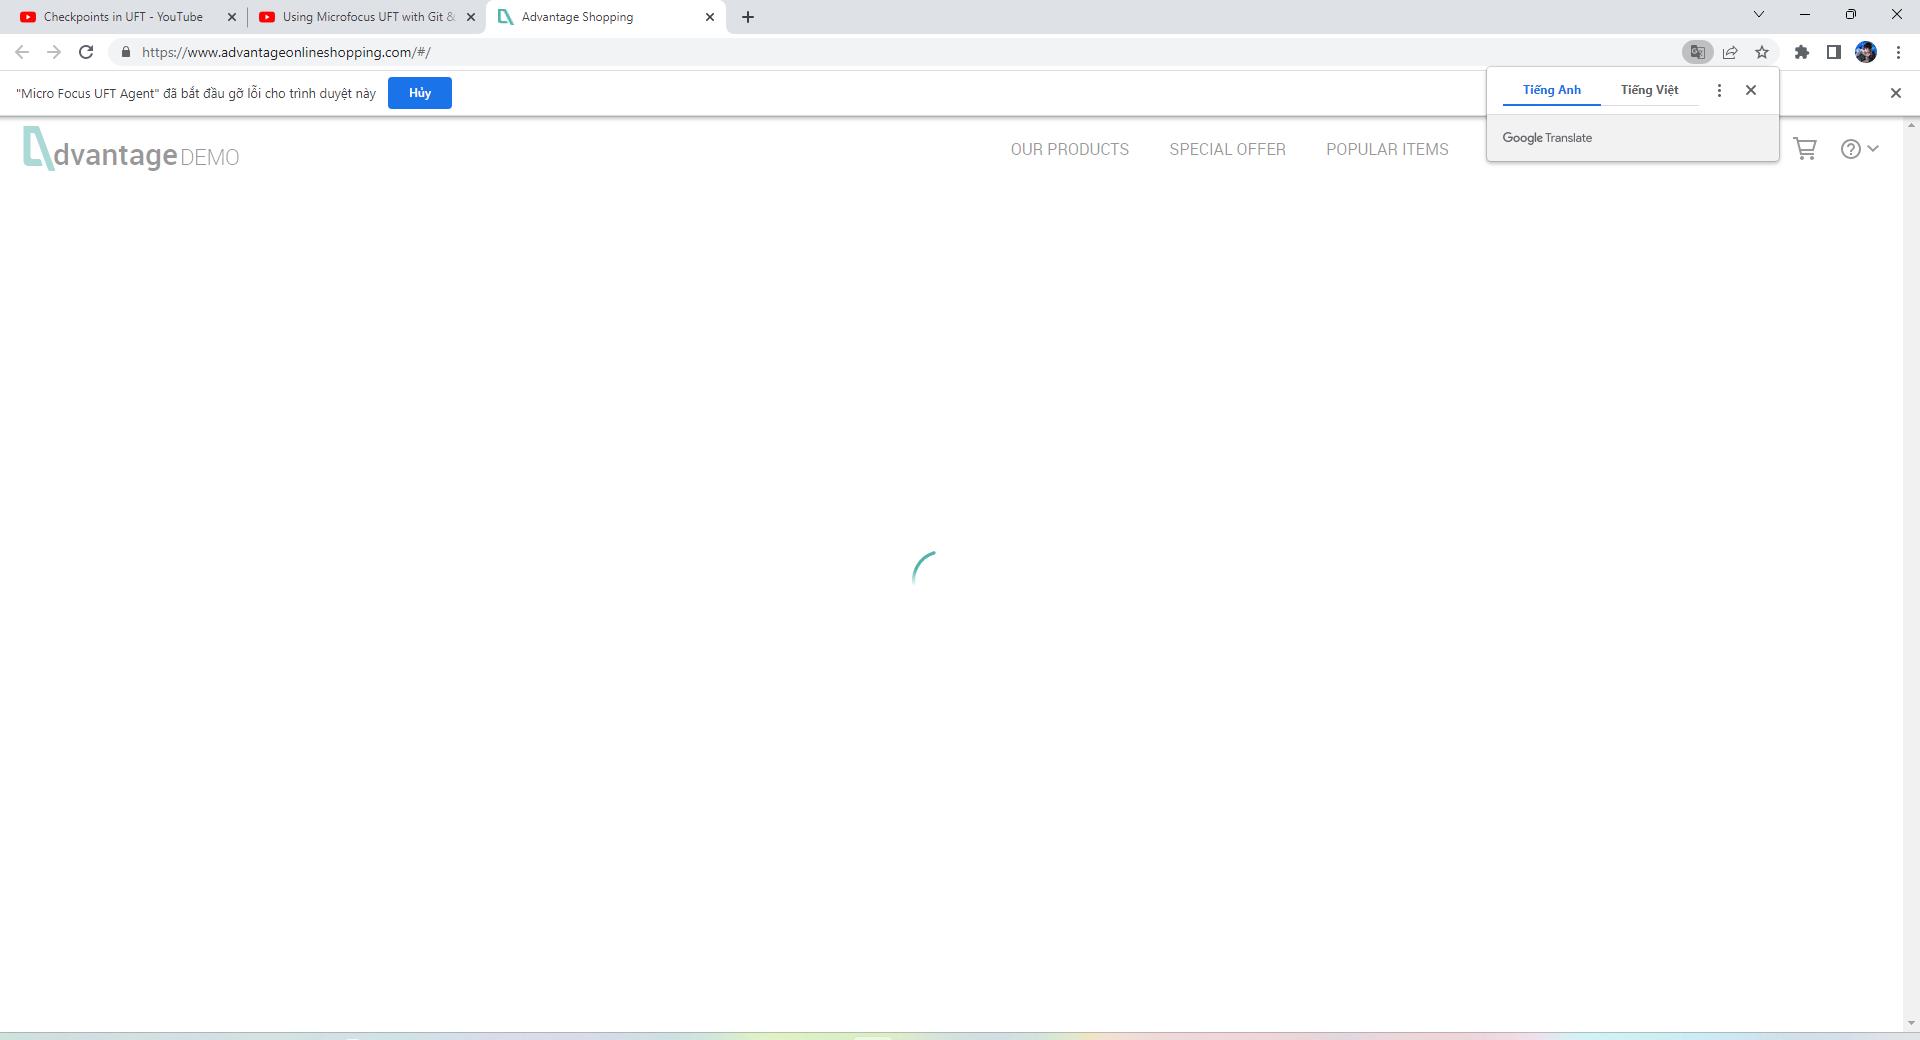 Checkpoints in UFT - YouTube
Using Microfocus UFT with Git &
Advantage Shopping
https://www.advantageonlineshopping.com/#/
"Micro Focus UFT Agent" đã bắt đầu gỡ lỗi cho trình duyệt này
Hủy
Tiếng Anh
Tiếng Việt
Google Translate
dvantage DEMO
OUR PRODUCTS
SPECIAL OFFER
POPULAR ITEMS